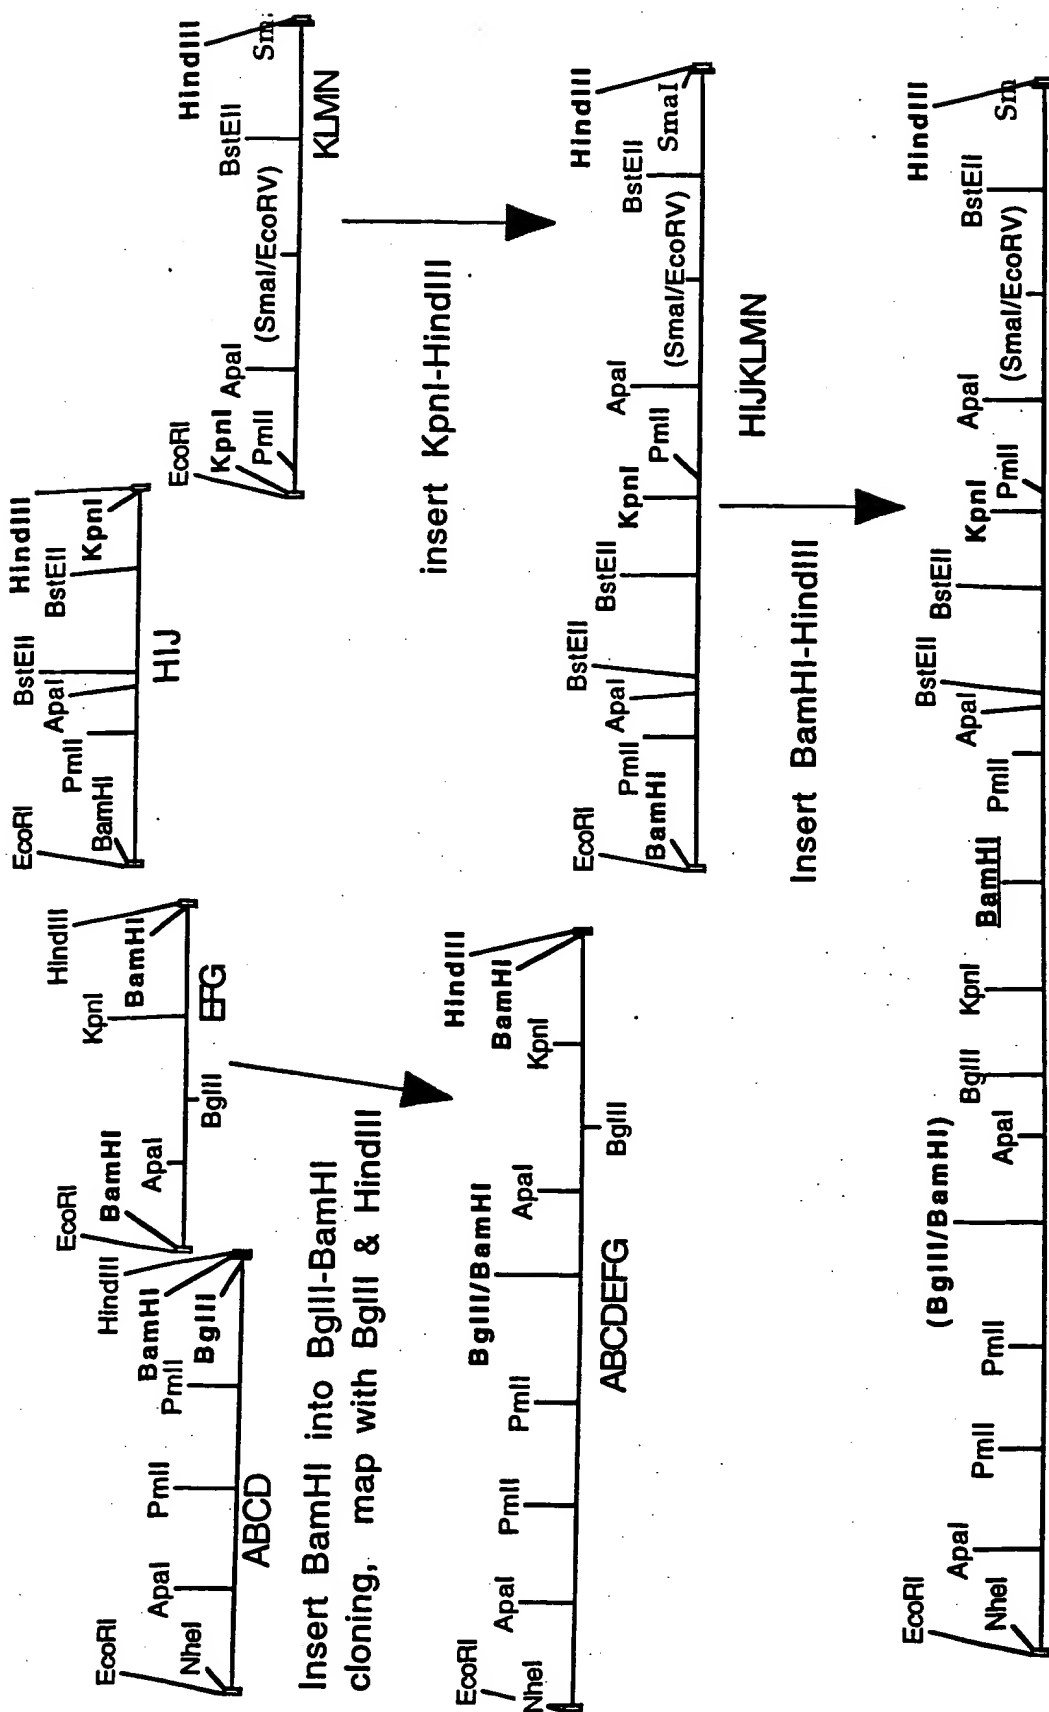 EcoRI
NheI
ApaI
PmlI
PmlI
BglII
BamHI
HindIII
ABCD
EcoRI
BamHI
ApaI
BglII
KpnI
BamHI
HindIII
EFG
EcoRI
BamHI
PmlI
ApaI
BstEII
BstEII
KpnI
HindIII
HIJ
EcoRI
KpnI
PmlI
ApaI
(SmaI/EcoRV)
BstEII
HindIII
KLMN
Insert BamHI into BglII-BamHI
cloning, map with BglII & HindIII
insert KpnI-HindIII
EcoRI
NheI
ApaI
PmlI
PmlI
BglII/BamHI
ApaI
BglII
KpnI
BamHI
HindIII
ABCDEFG
EcoRI
BamHI
PmlI
ApaI
BstEII
BstEII
KpnI
PmlI
ApaI
(SmaI/EcoRV)
BstEII
SmaI
HindIII
HIJKLMN
Insert BamHI-HindIII
EcoRI
NheI
ApaI
PmlI
PmlI
(BglII/BamHI)
ApaI
BglII
KpnI
BamHI
PmlI
ApaI
BstEII
BstEII
KpnI
PmlI
ApaI
(SmaI/EcoRV)
BstEII
Sm
HindIII